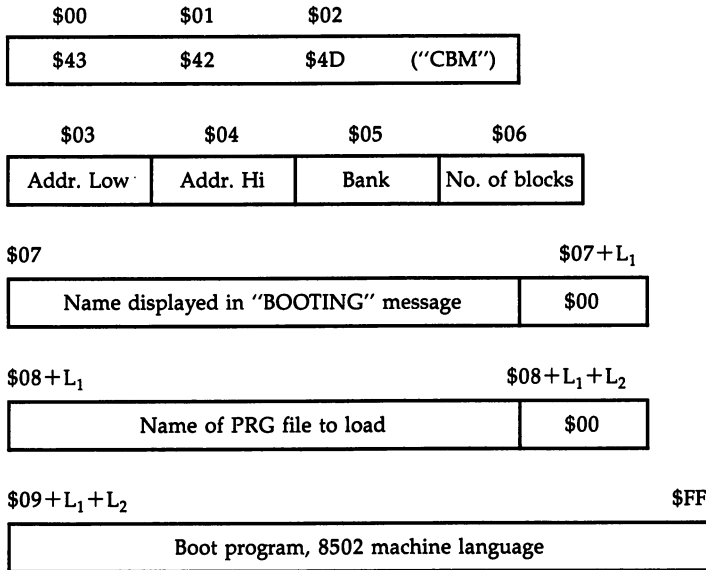 $00 $01 $02
$43 $42 $4D ("CBM")
$03 $04 $05 $06
Addr. Low Addr. Hi Bank No. of blocks
$07 $07+L₁
Name displayed in "BOOTING" message $00
$08+L₁ $08+L₁+L₂
Name of PRG file to load $00
$09+L₁+L₂ $FF
Boot program, 8502 machine language